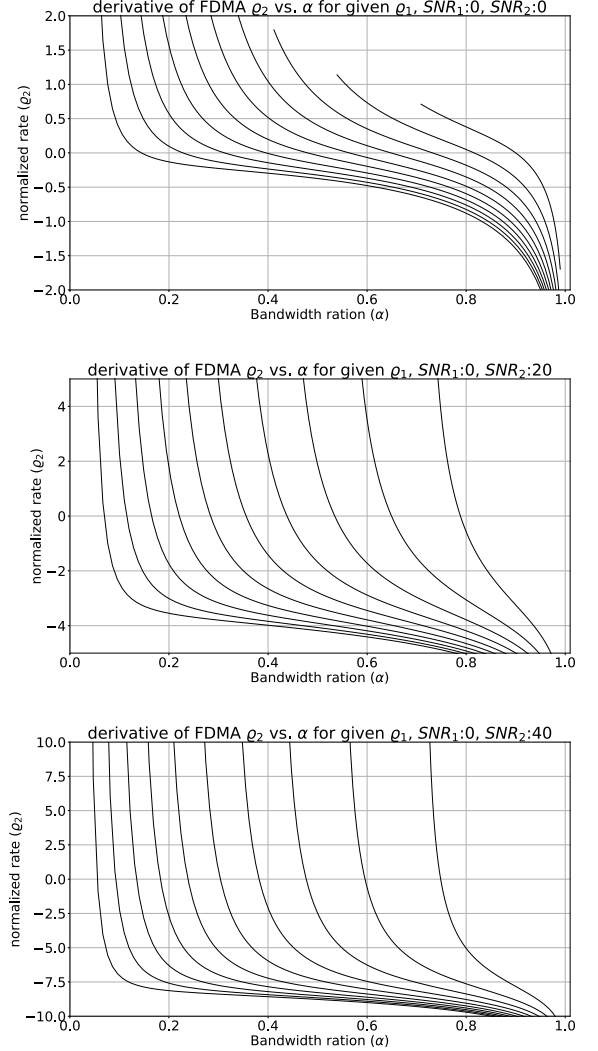 derivative of FDMA ϱ₂ vs. α for given ϱ₁, SNR₁:0, SNR₂:0
2.0
1.5
1.0
0.5
0.0
−0.5
−1.0
−1.5
−2.0
normalized rate (ϱ₂)
0.0 0.2 0.4 0.6 0.8 1.0
Bandwidth ration (α)
derivative of FDMA ϱ₂ vs. α for given ϱ₁, SNR₁:0, SNR₂:20
4
2
0
−2
−4
normalized rate (ϱ₂)
0.0 0.2 0.4 0.6 0.8 1.0
Bandwidth ration (α)
derivative of FDMA ϱ₂ vs. α for given ϱ₁, SNR₁:0, SNR₂:40
10.0
7.5
5.0
2.5
0.0
−2.5
−5.0
−7.5
−10.0
normalized rate (ϱ₂)
0.0 0.2 0.4 0.6 0.8 1.0
Bandwidth ration (α)